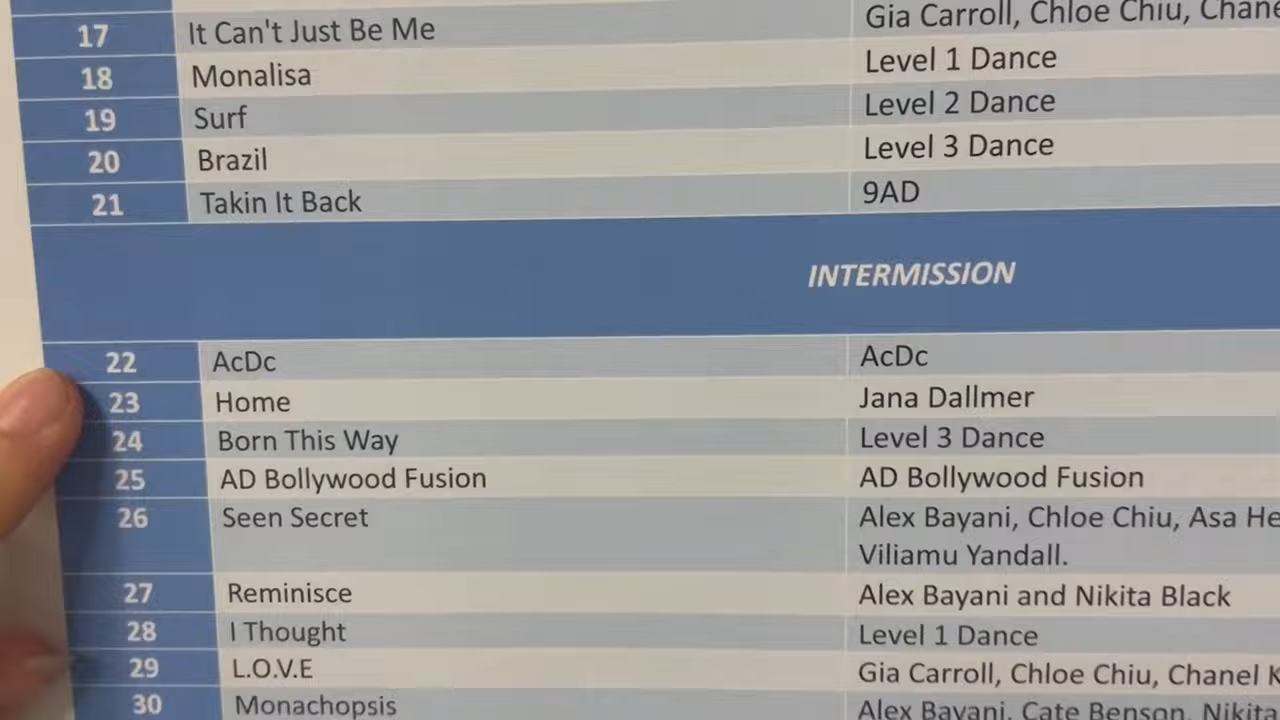 17 It Can't Just Be Me Gia Carroll, Chloe Chiu,
18 Monalisa Level 1 Dance
19 Surf Level 2 Dance
20 Brazil Level 3 Dance
21 Takin It Back 9AD
INTERMISSION
22 AcDc AcDc
23 Home Jana Dallmer
24 Born This Way Level 3 Dance
25 AD Bollywood Fusion AD Bollywood Fusion
26 Seen Secret Alex Bayani, Chloe Chiu, Asa
Viliamu Yandall.
27 Reminisce Alex Bayani and Nikita Black
28 I Thought Level 1 Dance
29 L.O.V.E Gia Carroll, Chloe Chiu, Chanel K
30 Monachopsis Alex Bayani, Cate Benson, Nikita